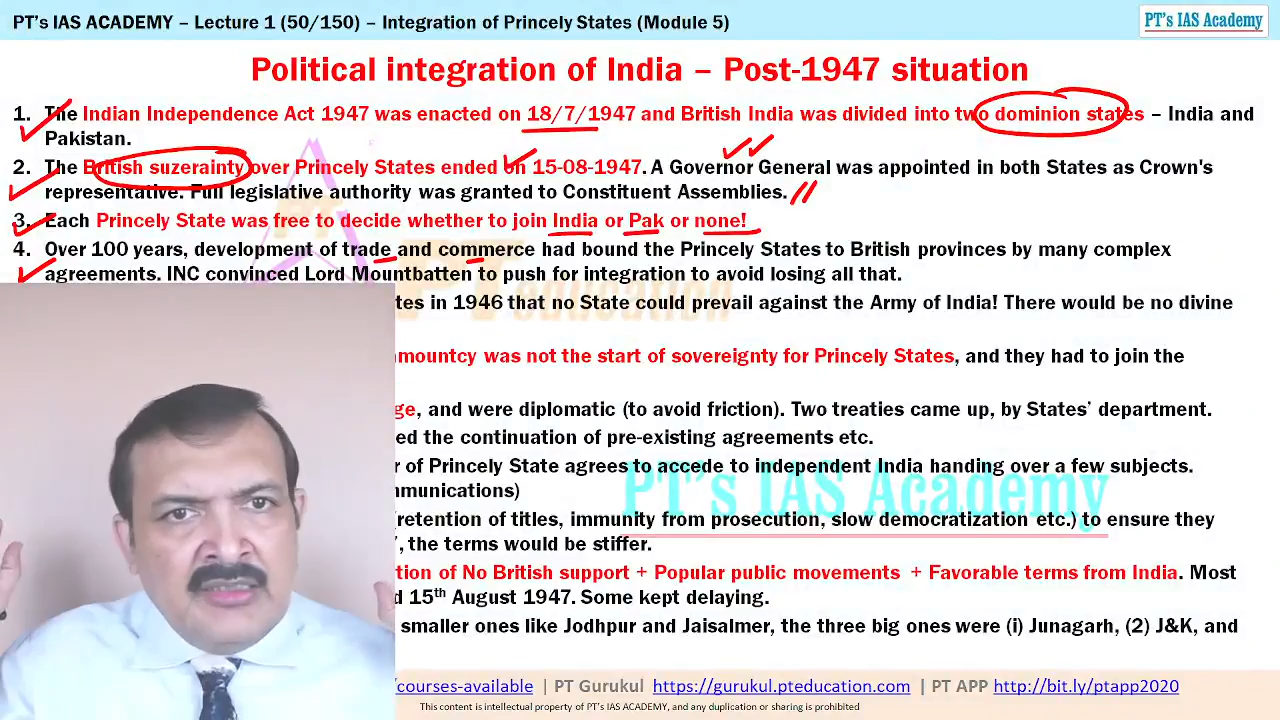 PT's IAS ACADEMY – Lecture 1 (50/150) – Integration of Princely States (Module 5)
PT's IAS Academy
Political integration of India – Post-1947 situation
1. The Indian Independence Act 1947 was enacted on 18/7/1947 and British India was divided into two dominion states – India and
Pakistan.
2. The British suzerainty over Princely States ended on 15-08-1947. A Governor General was appointed in both States as Crown's
representative. Full legislative authority was granted to Constituent Assemblies.
3. Each Princely State was free to decide whether to join India or Pak or none!
4. Over 100 years, development of trade and commerce had bound the Princely States to British provinces by many complex
agreements. INC convinced Lord Mountbatten to push for integration to avoid losing all that.
tes in 1946 that no State could prevail against the Army of India! There would be no divine
amountcy was not the start of sovereignty for Princely States, and they had to join the
ge, and were diplomatic (to avoid friction). Two treaties came up, by States' department.
ed the continuation of pre-existing agreements etc.
r of Princely State agrees to accede to independent India handing over a few subjects.
mmunications)
(retention of titles, immunity from prosecution, slow democratization etc.) to ensure they
7, the terms would be stiffer.
tion of No British support + Popular public movements + Favorable terms from India. Most
d 15th August 1947. Some kept delaying.
smaller ones like Jodhpur and Jaisalmer, the three big ones were (i) Junagarh, (2) J&K, and
PT education
PT's IAS Academy
/courses-available | PT Gurukul https://gurukul.pteducation.com | PT APP http://bit.ly/ptapp2020
This content is intellectual property of PT's IAS Academy, and any duplication or sharing is prohibited